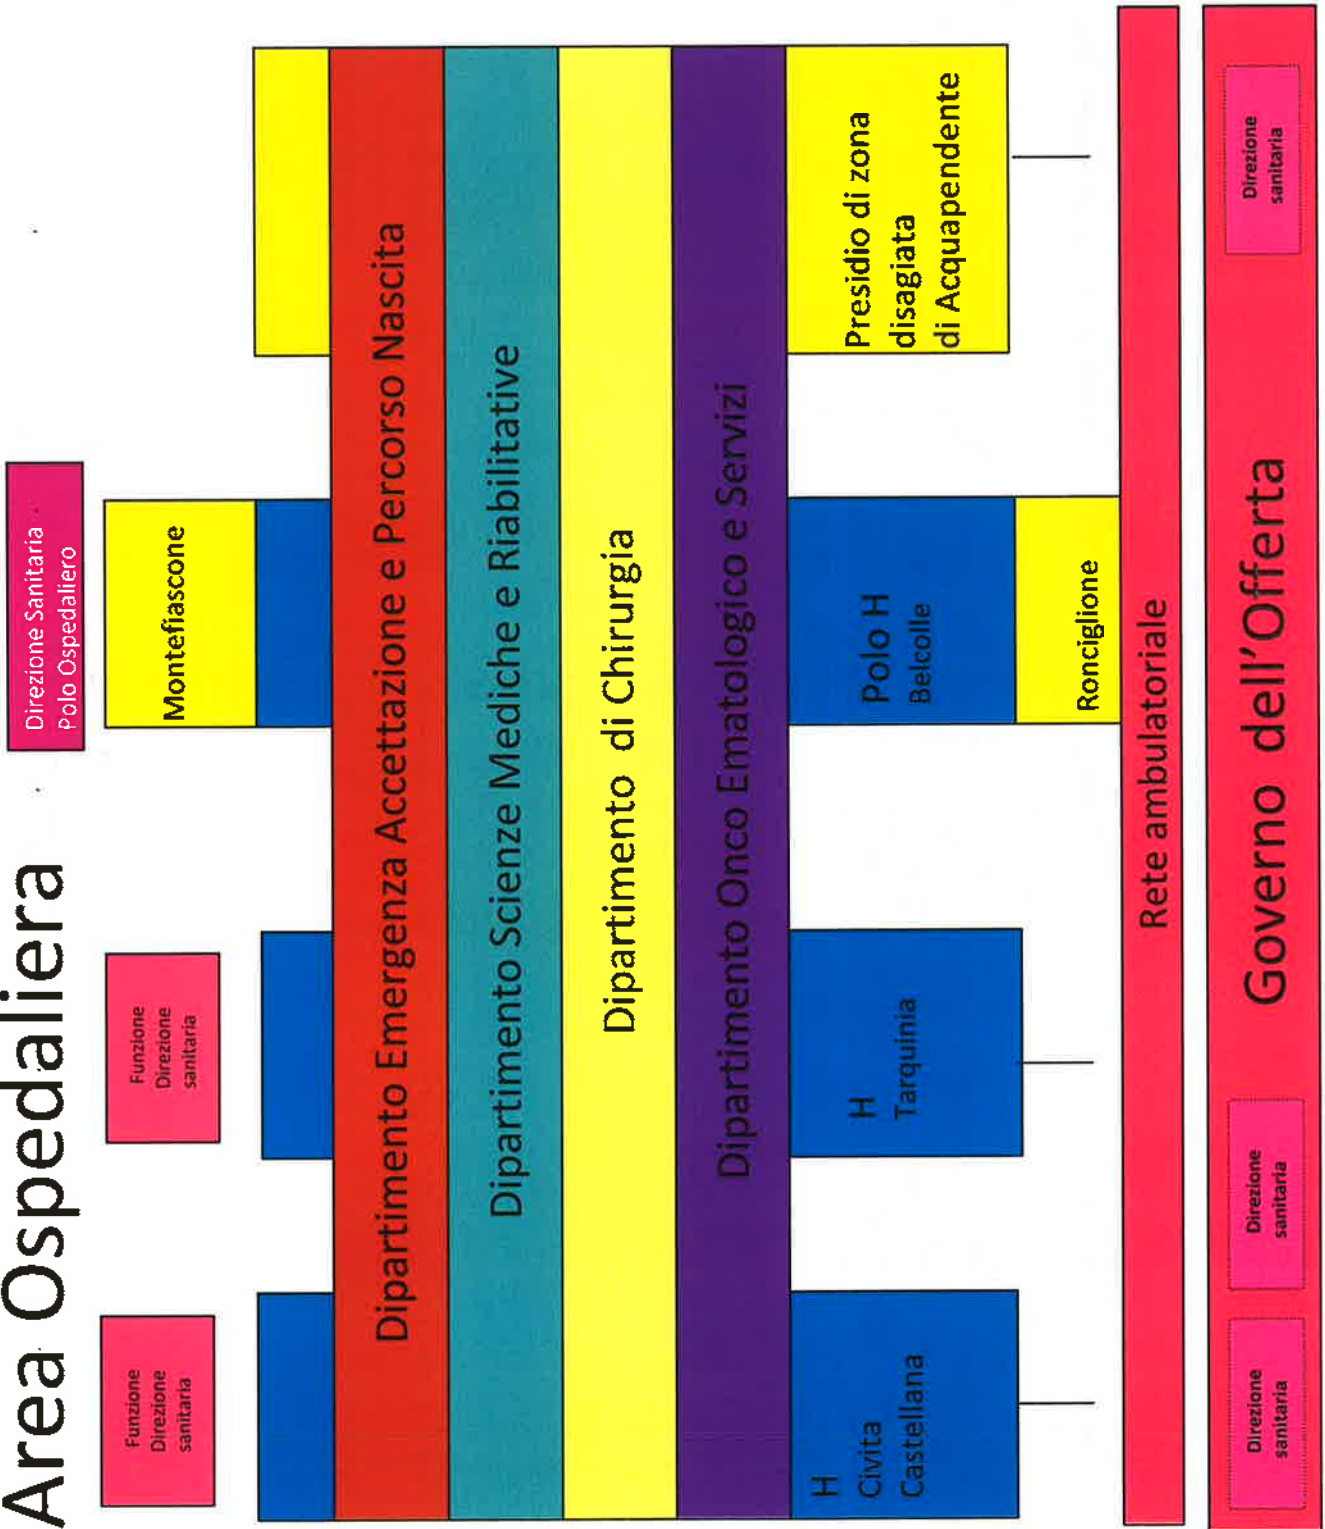 Area Ospedaliera
Direzione Sanitaria
Polo Ospedaliero
Funzione
Direzione
sanitaria
Funzione
Direzione
sanitaria
Montefiascone
Dipartimento Emergenza Accettazione e Percorso Nascita
Dipartimento Scienze Mediche e Riabilitative
Dipartimento di Chirurgia
Dipartimento Onco Ematologico e Servizi
H
Civita
Castellana
H
Tarquinia
Polo H
Belcolle
Presidio di zona
disagiata
di Acquapendente
Ronciglione
Rete ambulatoriale
Governo dell'Offerta
Direzione
sanitaria
Direzione
sanitaria
Direzione
sanitaria